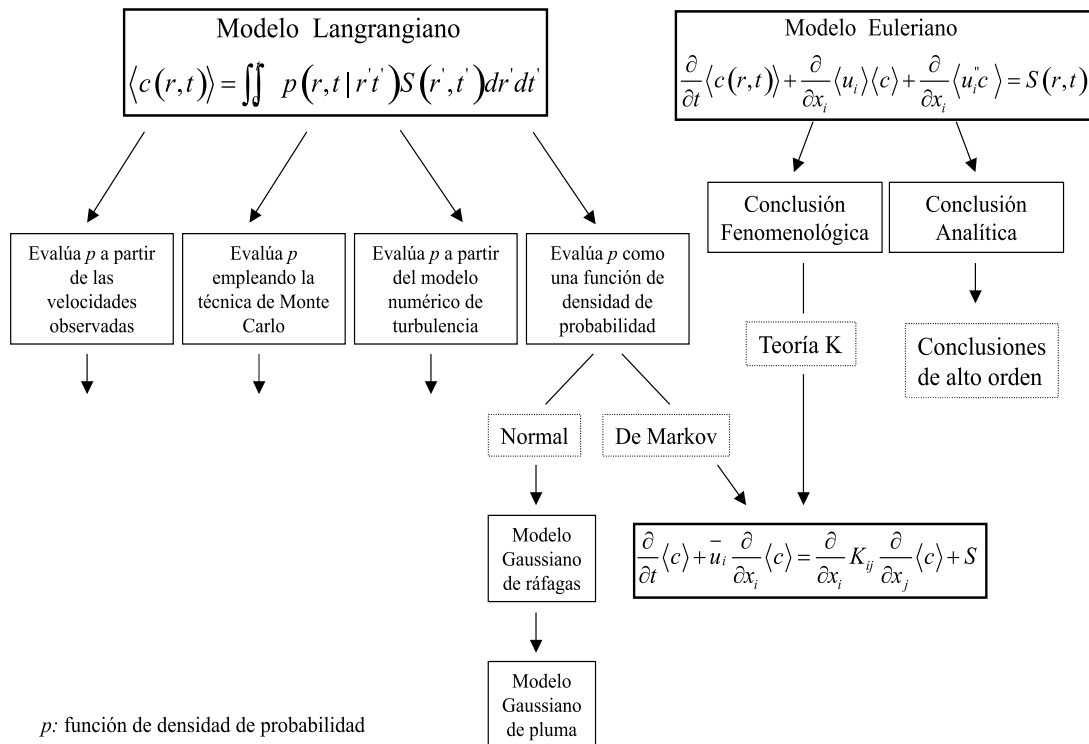 Modelo Langrangiano
⟨c(r,t)⟩ = ∬₀ᵗ p(r,t | r't')S(r',t')dr'dt'
Modelo Euleriano
∂/∂t ⟨c(r,t)⟩ + ∂/∂xᵢ ⟨uᵢ⟩⟨c⟩ + ∂/∂xᵢ ⟨uᵢ"c⟩ = S(r,t)
Conclusión
Fenomenológica
Conclusión
Analítica
Evalúa p a partir
de las
velocidades
observadas
Evalúa p
empleando la
técnica de Monte
Carlo
Evalúa p a partir
del modelo
numérico de
turbulencia
Evalúa p como
una función de
densidad de
probabilidad
Teoría K
Conclusiones
de alto orden
Normal
De Markov
Modelo
Gaussiano
de ráfagas
∂/∂t ⟨c⟩ + u̅ᵢ ∂/∂xᵢ ⟨c⟩ = ∂/∂xᵢ Kᵢⱼ ∂/∂xⱼ ⟨c⟩ + S
Modelo
Gaussiano
de pluma
p: función de densidad de probabilidad